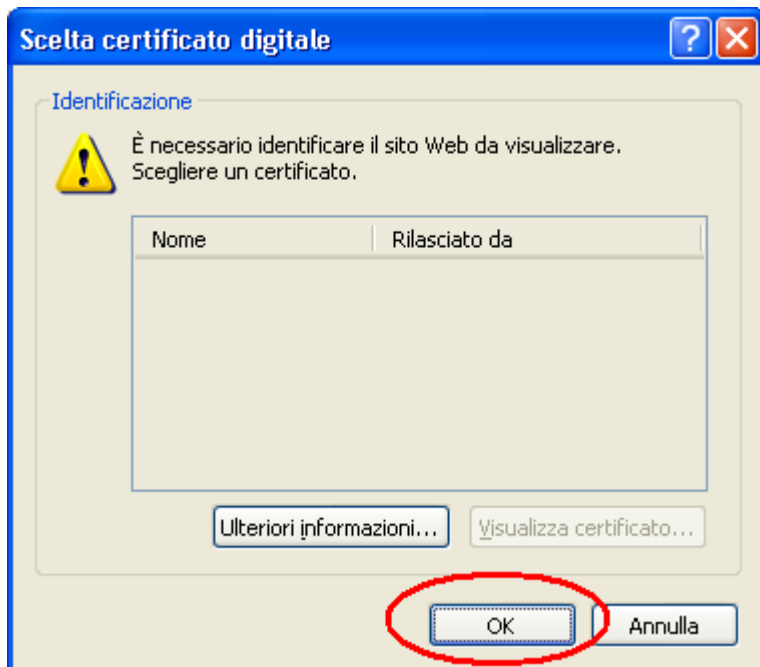 Scelta certificato digitale
Identificazione
È necessario identificare il sito Web da visualizzare.
Scegliere un certificato.
Nome Rilasciato da
Ulteriori informazioni... Visualizza certificato...
OK Annulla